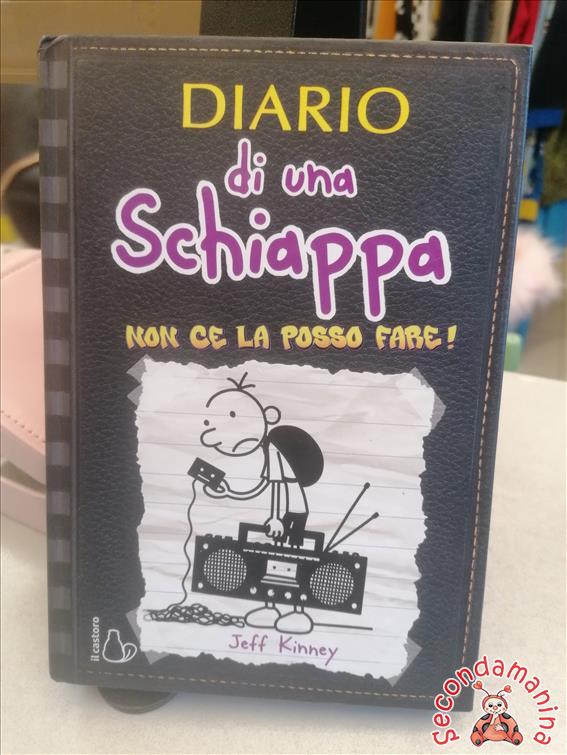 DIARIO
di una
Schiappa
NON CE LA POSSO FARE!
Jeff Kinney
il castoro
Secondamanina